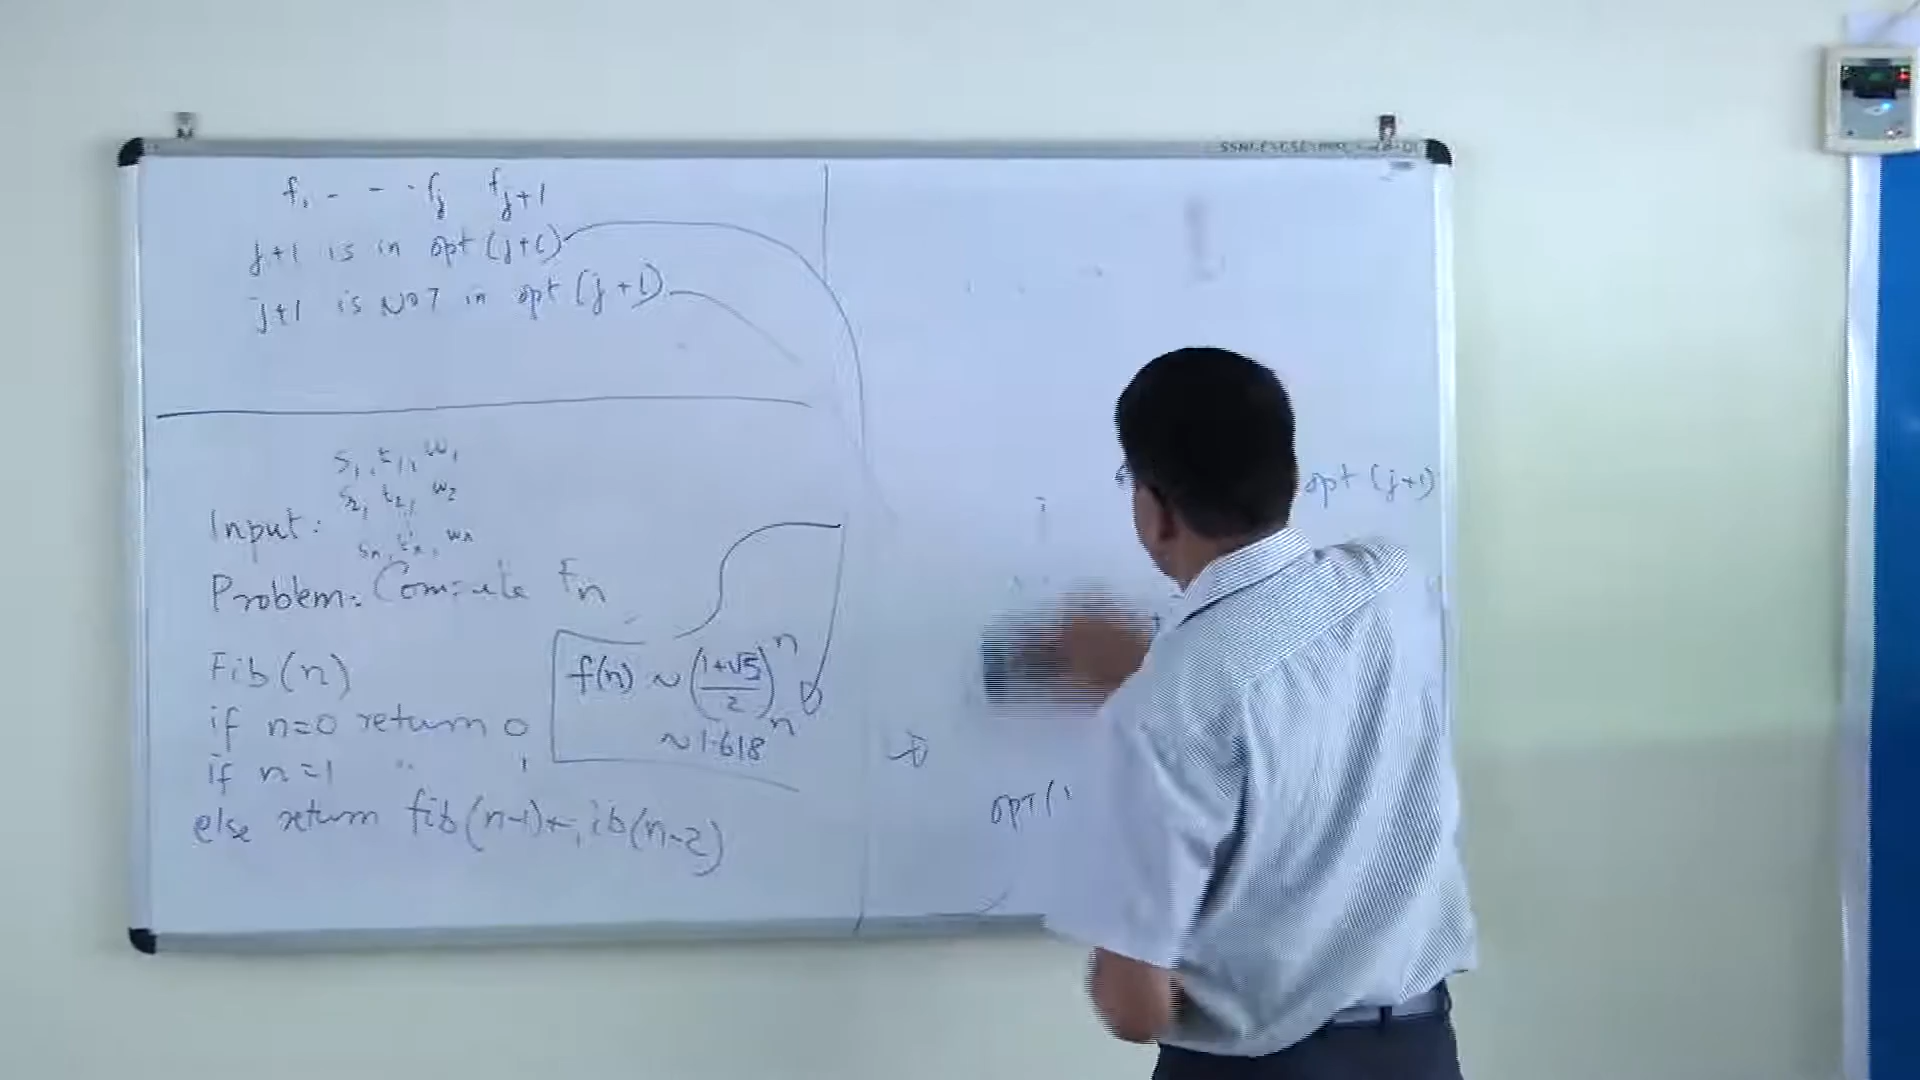 f1 - - · fj fj+1
j+1 is in opt (j+1)
j+1 is NOT in opt (j+1)
s1, t1, w1
s2, t2, w2
Input:
sn, tn, wn
Problem: Fn
Fib(n)
if n=0 return 0
if n=1 " 1
else return fib(n-1)+ ib(n-2)
f(n) ~ ((1+√5)/2)^n
~ 1.618^n
opt (j+1)
OPT(